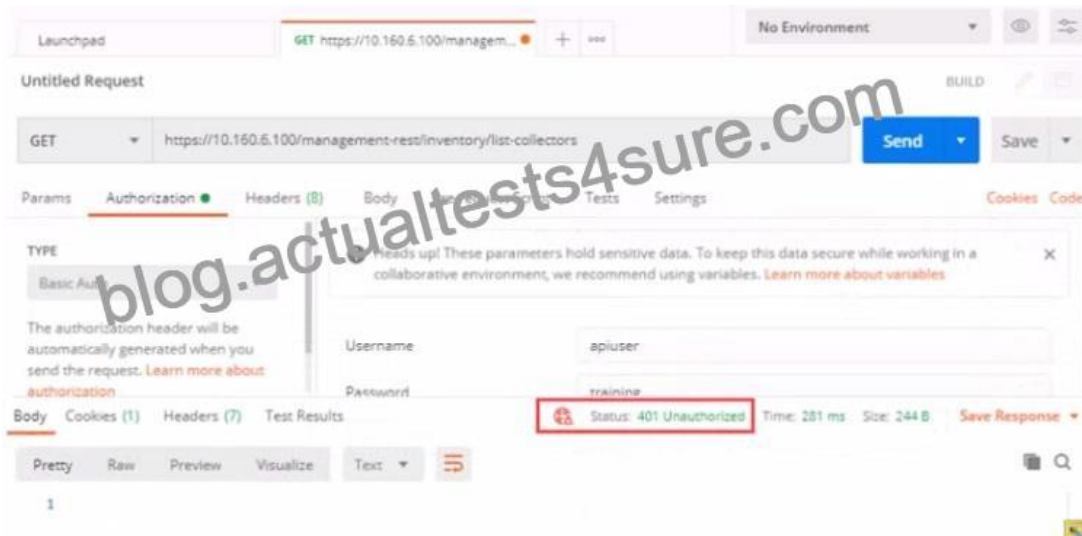 Launchpad
GET https://10.160.6.100/managem...
No Environment
Untitled Request
BUILD
GET https://10.160.6.100/management-rest/inventory/list-collectors
Send
Save
Params Authorization Headers (8) Body Tests Settings
Cookies Code
TYPE
Basic
The authorization header will be
automatically generated when you
send the request. Learn more about
authorization
Heads up! These parameters hold sensitive data. To keep this data secure while working in a
collaborative environment, we recommend using variables. Learn more about variables
Username apiuser
Password training
Body Cookies (1) Headers (7) Test Results
Status: 401 Unauthorized Time: 281 ms Size: 244 B Save Response
Pretty Raw Preview Visualize Text
1
blog.actualtests4sure.com